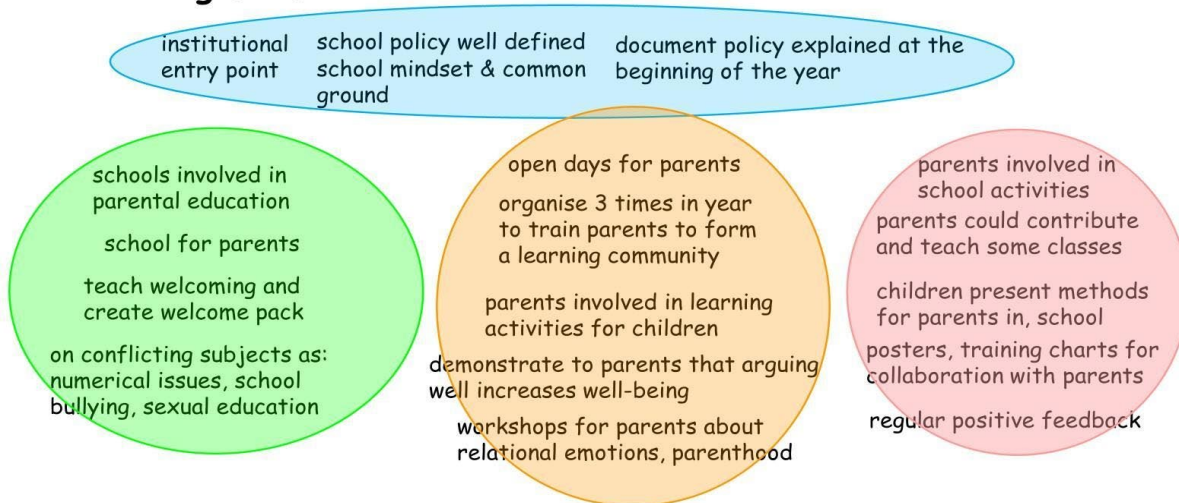 institutional
entry point
school policy well defined
school mindset & common
ground
document policy explained at the
beginning of the year
schools involved in
parental education
school for parents
teach welcoming and
create welcome pack
on conflicting subjects as:
numerical issues, school
bullying, sexual education
open days for parents
organise 3 times in year
to train parents to form
a learning community
parents involved in learning
activities for children
demonstrate to parents that arguing
well increases well-being
workshops for parents about
relational emotions, parenthood
parents involved in
school activities
parents could contribute
and teach some classes
children present methods
for parents in, school
posters, training charts for
collaboration with parents
regular positive feedback